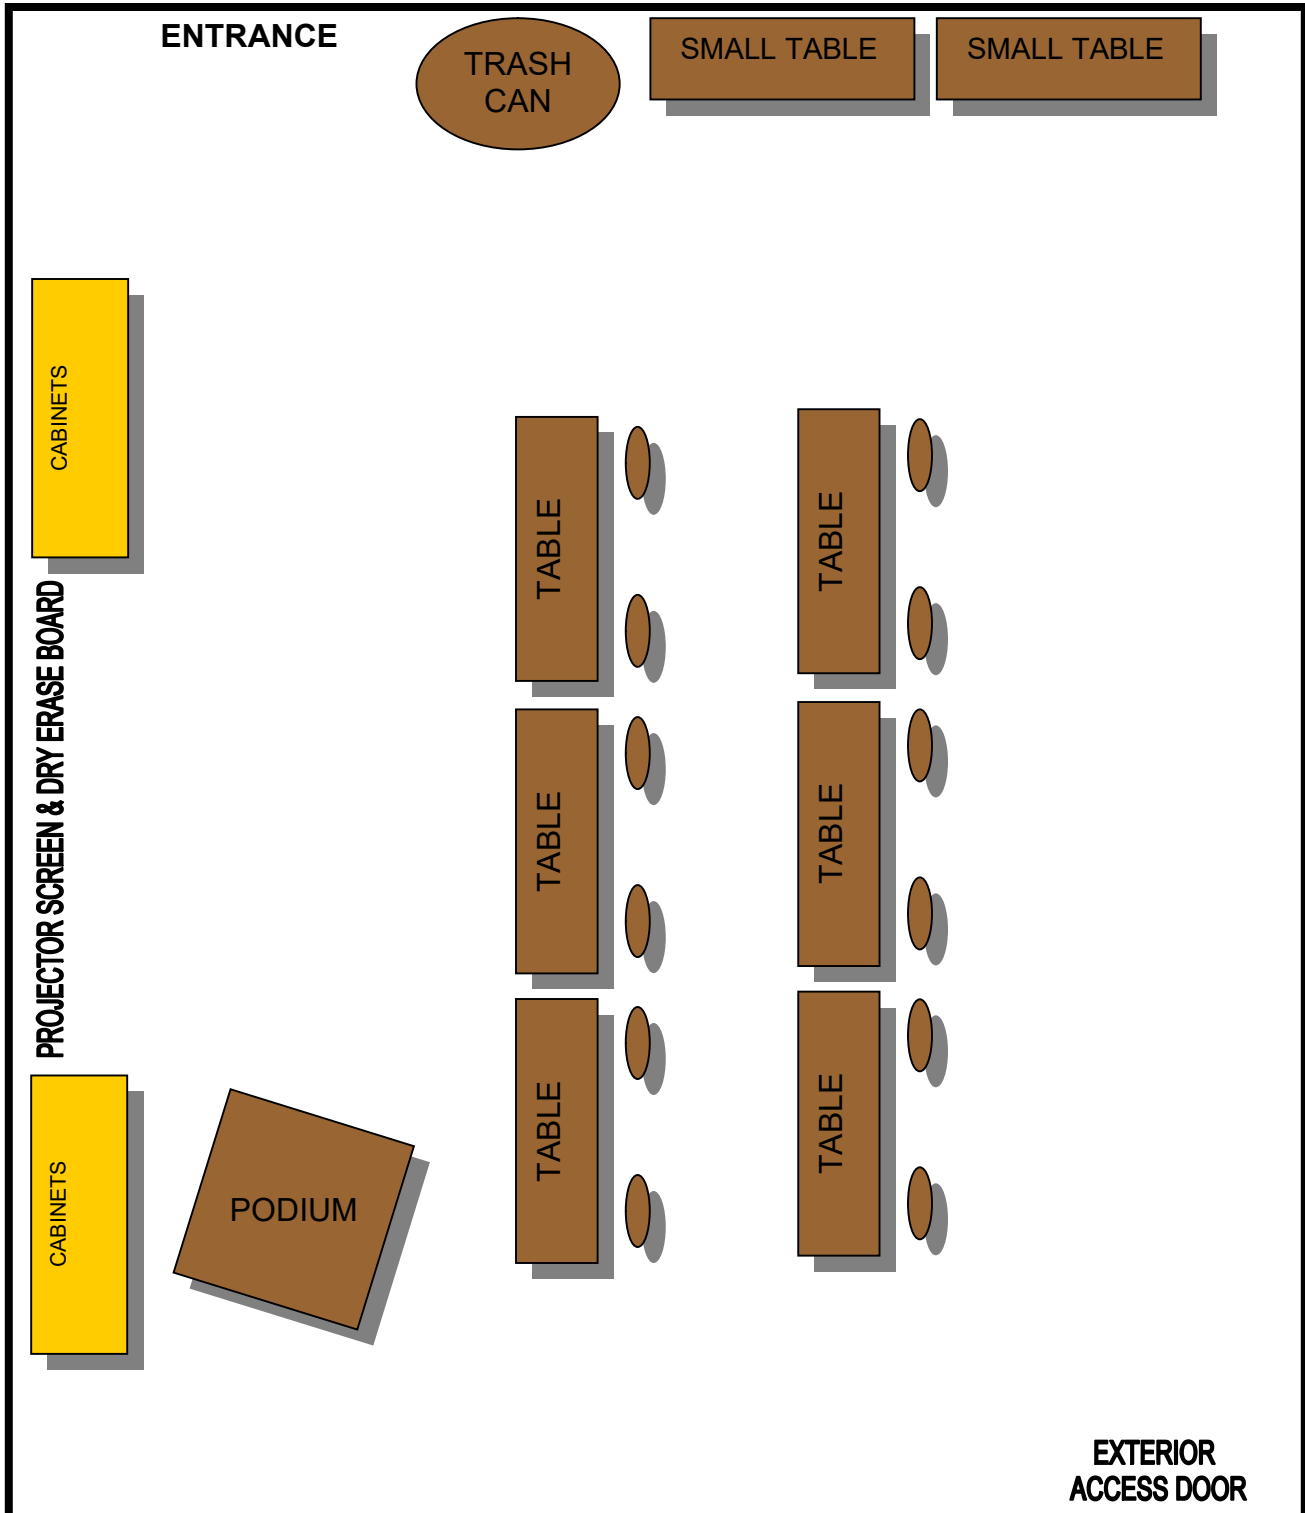 ENTRANCE
TRASH
CAN
SMALL TABLE
SMALL TABLE
CABINETS
PROJECTOR SCREEN & DRY ERASE BOARD
CABINETS
TABLE
TABLE
TABLE
TABLE
TABLE
TABLE
PODIUM
EXTERIOR
ACCESS DOOR